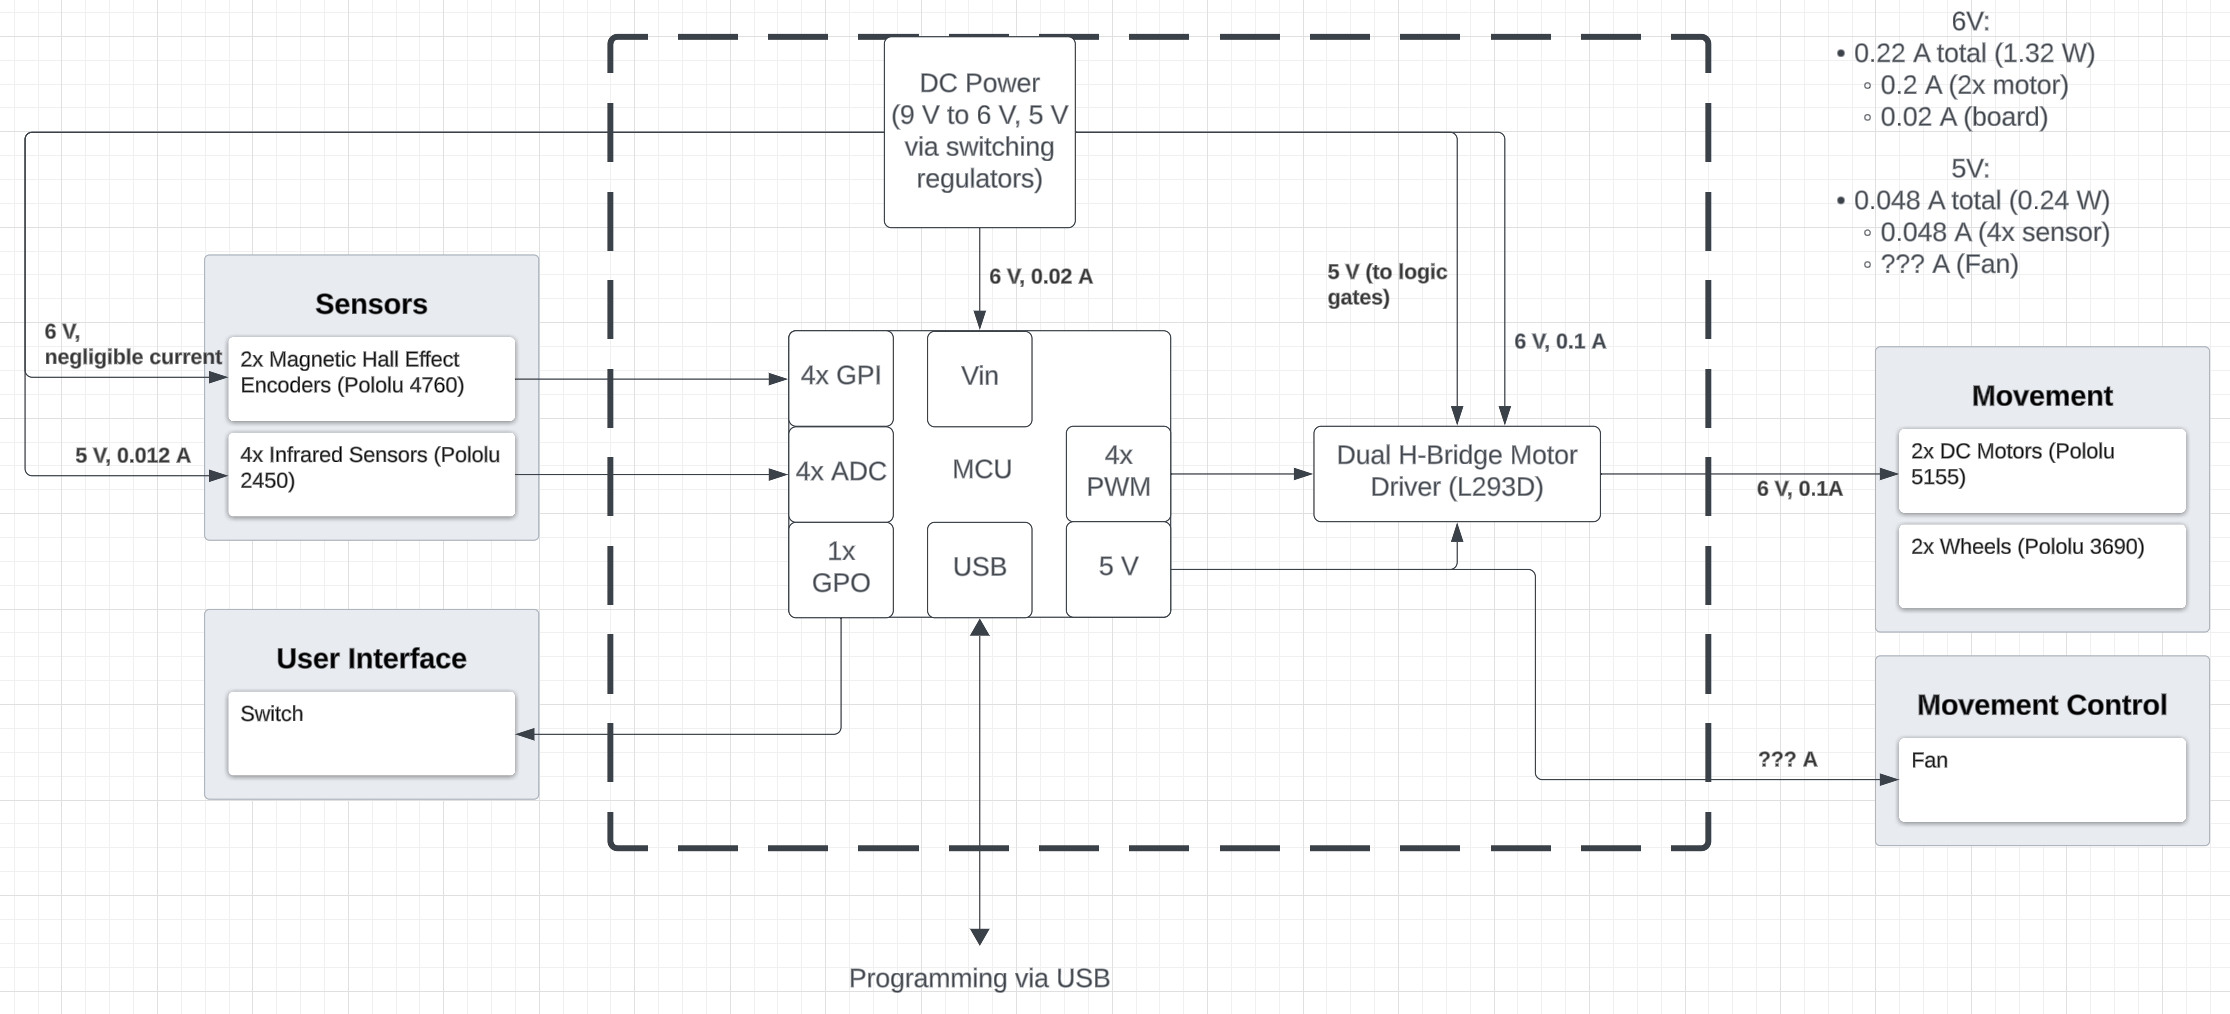 DC Power
(9 V to 6 V, 5 V
via switching
regulators)
6V:
• 0.22 A total (1.32 W)
◦ 0.2 A (2x motor)
◦ 0.02 A (board)
5V:
• 0.048 A total (0.24 W)
◦ 0.048 A (4x sensor)
◦ ??? A (Fan)
6 V, 0.02 A
5 V (to logic
gates)
6 V, 0.1 A
Sensors
6 V,
negligible current
2x Magnetic Hall Effect
Encoders (Pololu 4760)
5 V, 0.012 A
4x Infrared Sensors (Pololu
2450)
4x GPI
Vin
4x ADC
MCU
4x
PWM
1x
GPO
USB
5 V
Dual H-Bridge Motor
Driver (L293D)
6 V, 0.1A
Movement
2x DC Motors (Pololu
5155)
2x Wheels (Pololu 3690)
User Interface
Switch
Movement Control
??? A
Fan
Programming via USB